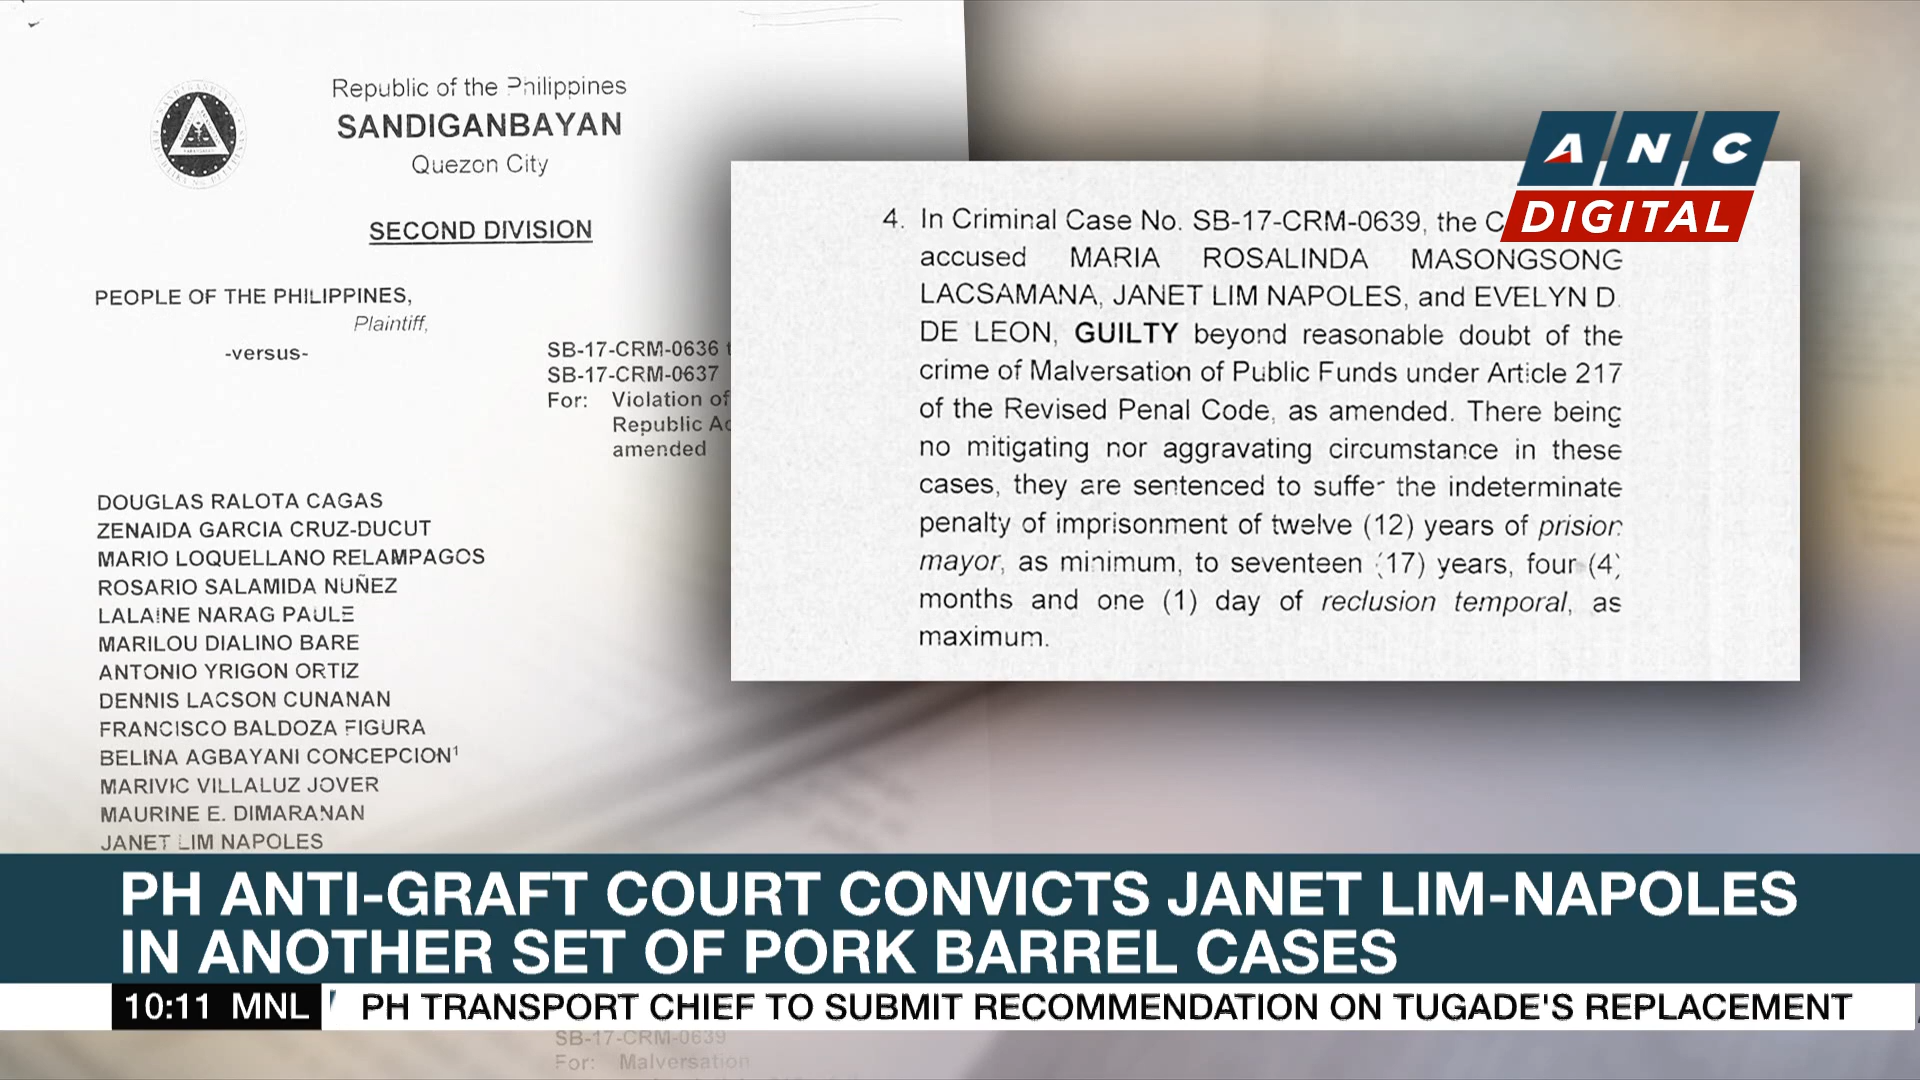 Republic of the Philippines
SANDIGANBAYAN
Quezon City
SECOND DIVISION
PEOPLE OF THE PHILIPPINES,
Plaintiff,
-versus-
SB-17-CRM-0636
SB-17-CRM-0637
For: Violation of
Republic
amended
DOUGLAS RALOTA CAGAS
ZENAIDA GARCIA CRUZ-DUCUT
MARIO LOQUELLANO RELAMPAGOS
ROSARIO SALAMIDA NUÑEZ
LALAINE NARAG PAULE
MARILOU DIALINO BARE
ANTONIO YRIGON ORTIZ
DENNIS LACSON CUNANAN
FRANCISCO BALDOZA FIGURA
BELINA AGBAYANI CONCEPCION¹
MARIVIC VILLALUZ JOVER
MAURINE E. DIMARANAN
JANET LIM NAPOLES
ANC
DIGITAL
4. In Criminal Case No. SB-17-CRM-0639, the
accused MARIA ROSALINDA MASONGSONG
LACSAMANA, JANET LIM NAPOLES, and EVELYN D.
DE LEON, GUILTY beyond reasonable doubt of the
crime of Malversation of Public Funds under Article 217
of the Revised Penal Code, as amended. There being
no mitigating nor aggravating circumstance in these
cases, they are sentenced to suffer the indeterminate
penalty of imprisonment of twelve (12) years of prision
mayor, as minimum, to seventeen (17) years, four (4)
months and one (1) day of reclusion temporal, as
maximum.
PH ANTI-GRAFT COURT CONVICTS JANET LIM-NAPOLES
IN ANOTHER SET OF PORK BARREL CASES
10:11 MNL PH TRANSPORT CHIEF TO SUBMIT RECOMMENDATION ON TUGADE'S REPLACEMENT
SB-17-CRM-0639
For: Malversation